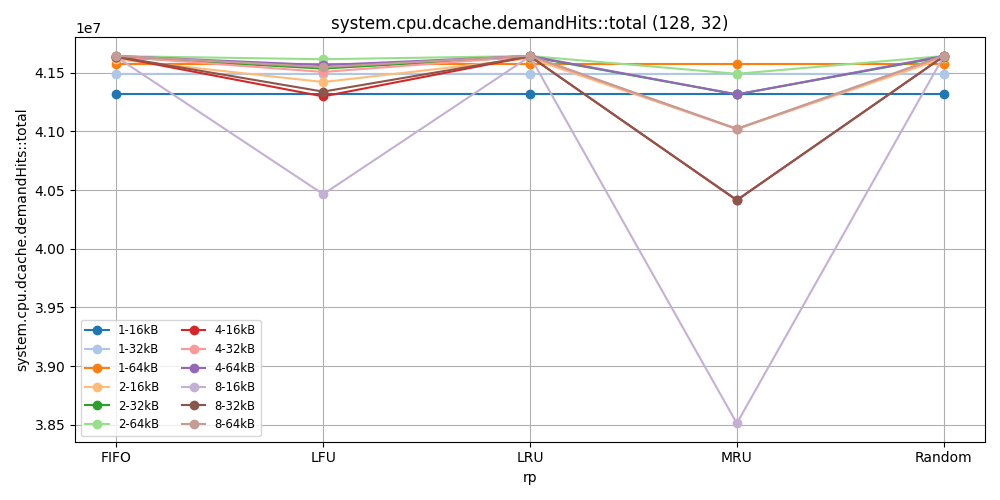 system.cpu.dcache.demandHits::total (128, 32)
1e7
system.cpu.dcache.demandHits::total
4.15
4.10
4.05
4.00
3.95
3.90
3.85
1-16kB
1-32kB
1-64kB
2-16kB
2-32kB
2-64kB
4-16kB
4-32kB
4-64kB
8-16kB
8-32kB
8-64kB
FIFO LFU LRU MRU Random
rp